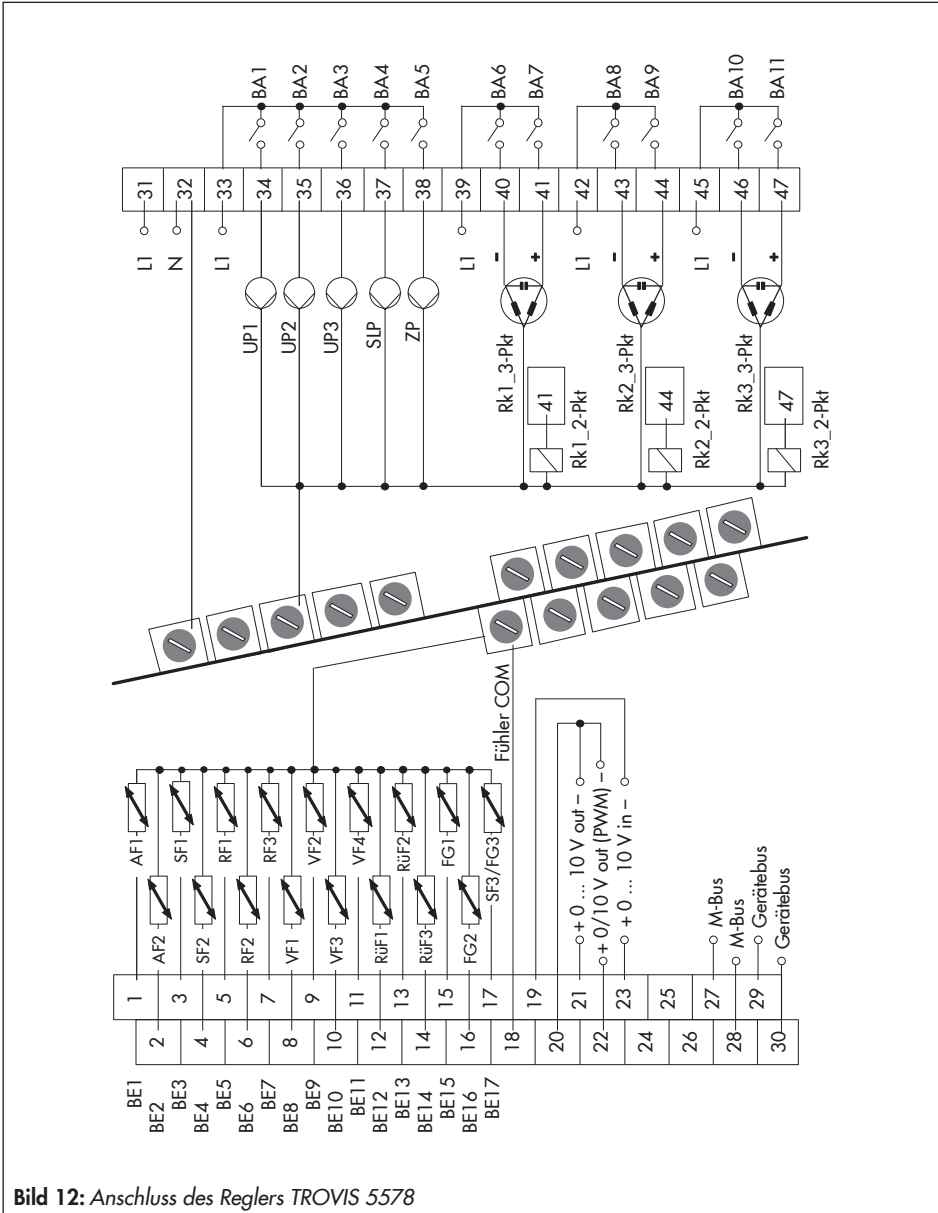 BA1
BA2
BA3
BA4
BA5
BA6
BA7
BA8
BA9
BA10
BA11
31
32
33
34
35
36
37
38
39
40
41
42
43
44
45
46
47
L1
N
L1
L1
L1
L1
–
+
–
+
–
+
UP1
UP2
UP3
SLP
ZP
Rk1_3-Pkt
Rk2_3-Pkt
Rk3_3-Pkt
41
44
47
Rk1_2-Pkt
Rk2_2-Pkt
Rk3_2-Pkt
Fühler COM
AF1
SF1
RF1
RF3
VF2
VF4
RüF2
FG1
SF3/FG3
AF2
SF2
RF2
VF1
VF3
RüF1
RüF3
FG2
+ 0 ... 10 V out –
+ 0/10 V out (PWM) –
+ 0 ... 10 V in –
M-Bus
M-Bus
Gerätebus
Gerätebus
1
3
5
7
9
11
13
15
17
19
21
23
25
27
29
2
4
6
8
10
12
14
16
18
20
22
24
26
28
30
BE1
BE2
BE3
BE4
BE5
BE6
BE7
BE8
BE9
BE10
BE11
BE12
BE13
BE14
BE15
BE16
BE17
Bild 12: Anschluss des Reglers TROVIS 5578